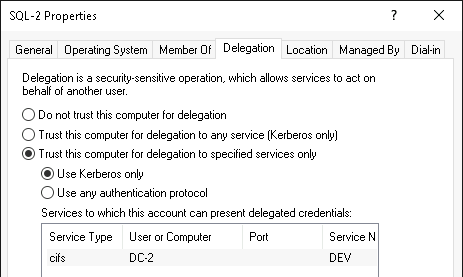 SQL-2 Properties
General Operating System Member Of Delegation Location Managed By Dial-in
Delegation is a security-sensitive operation, which allows services to act on
behalf of another user.
Do not trust this computer for delegation
Trust this computer for delegation to any service (Kerberos only)
Trust this computer for delegation to specified services only
Use Kerberos only
Use any authentication protocol
Services to which this account can present delegated credentials:
Service Type User or Computer Port Service N
cifs DC-2 DEV